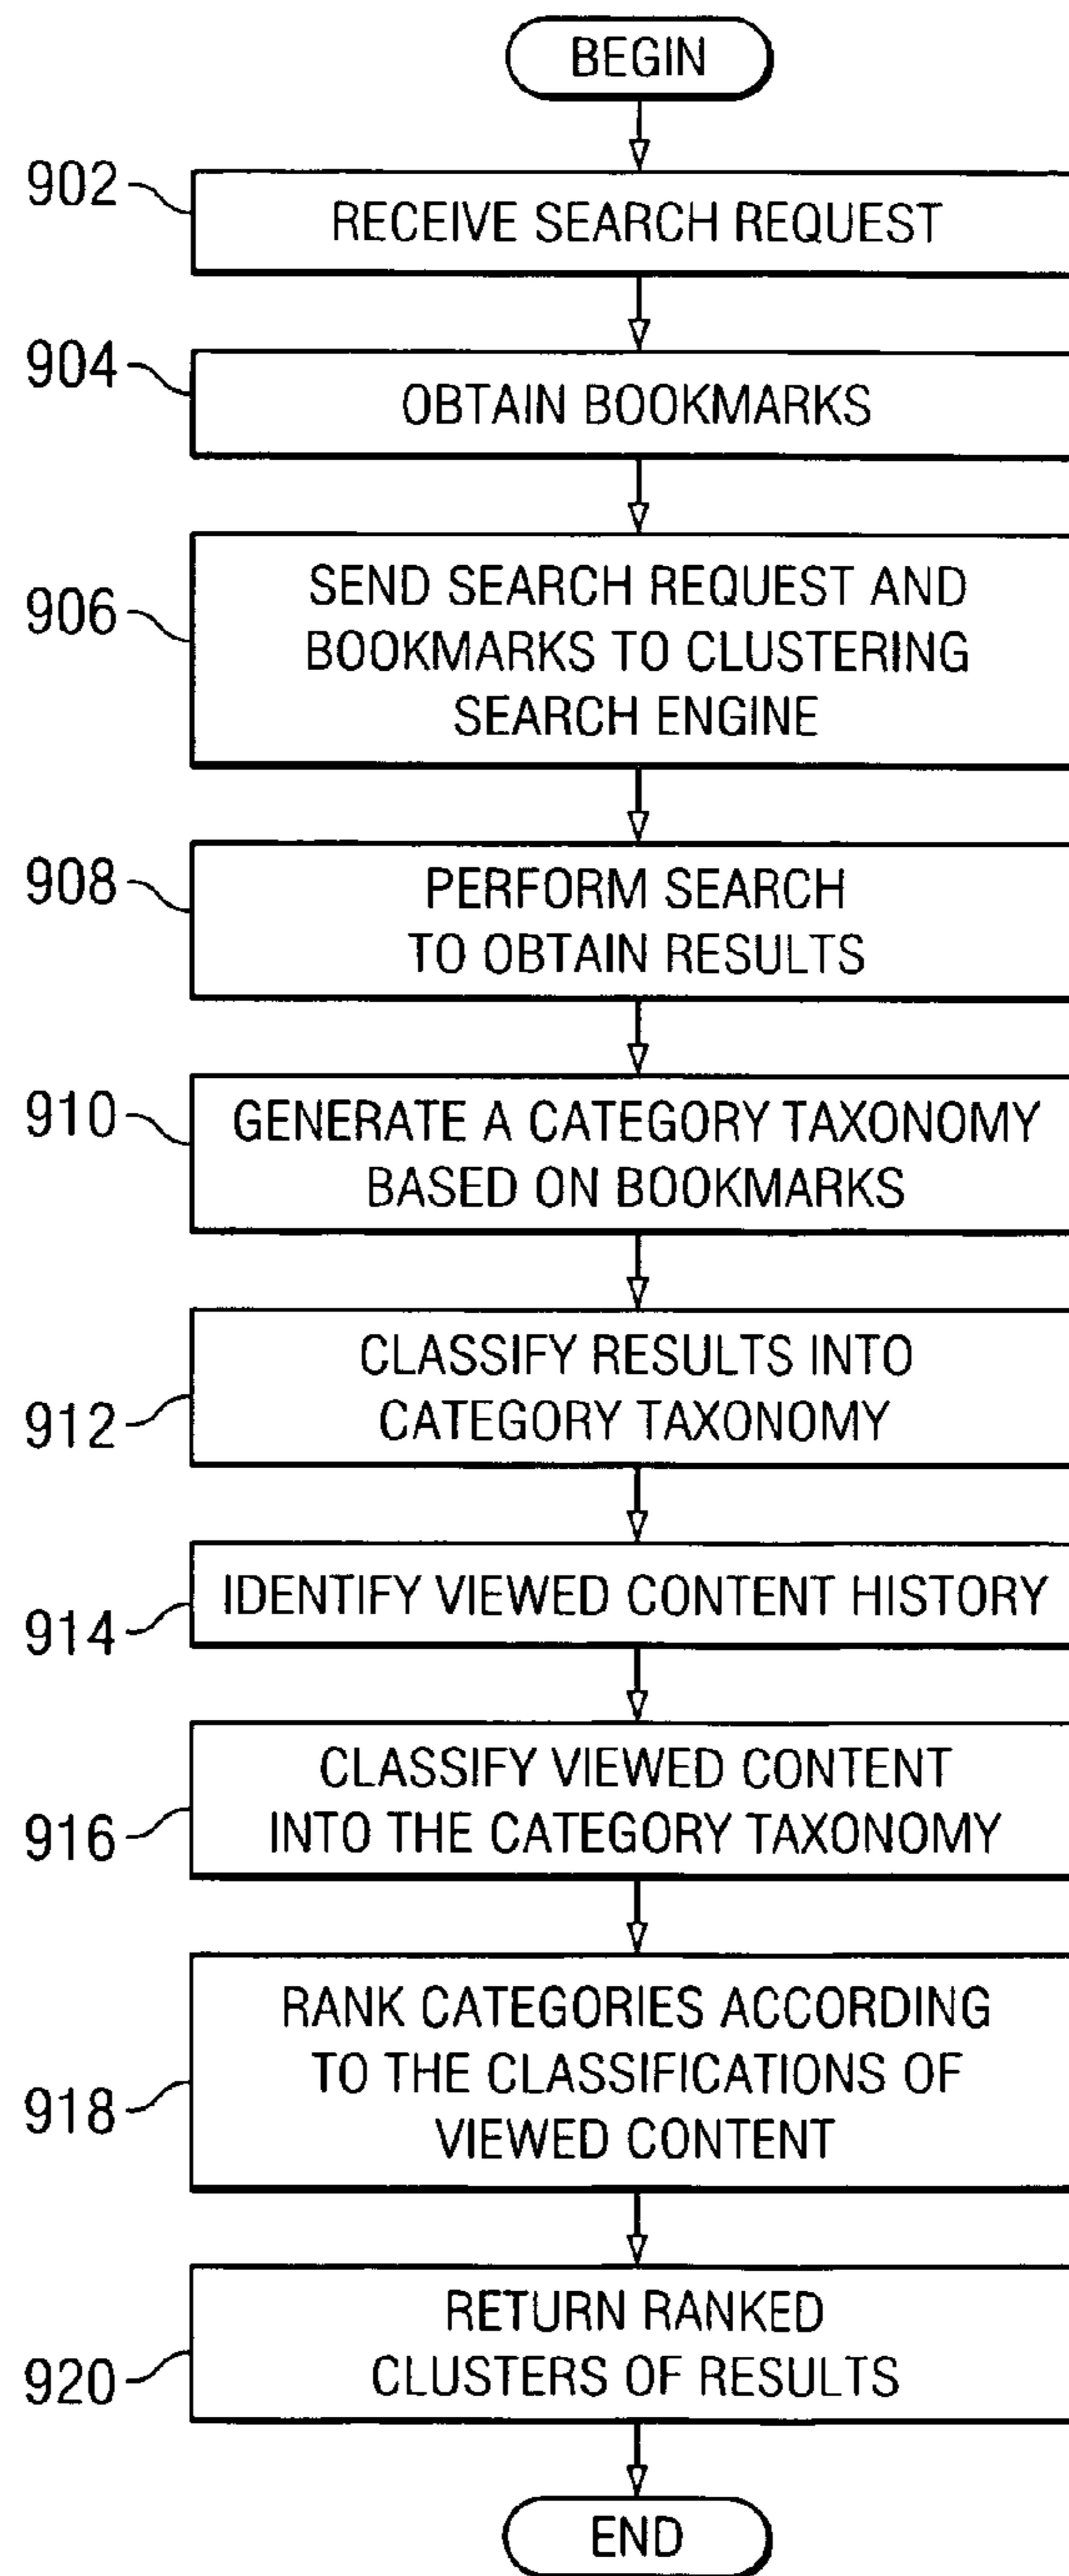 BEGIN
902
RECEIVE SEARCH REQUEST
904
OBTAIN BOOKMARKS
906
SEND SEARCH REQUEST AND
BOOKMARKS TO CLUSTERING
SEARCH ENGINE
908
PERFORM SEARCH
TO OBTAIN RESULTS
910
GENERATE A CATEGORY TAXONOMY
BASED ON BOOKMARKS
912
CLASSIFY RESULTS INTO
CATEGORY TAXONOMY
914
IDENTIFY VIEWED CONTENT HISTORY
916
CLASSIFY VIEWED CONTENT
INTO THE CATEGORY TAXONOMY
918
RANK CATEGORIES ACCORDING
TO THE CLASSIFICATIONS OF
VIEWED CONTENT
920
RETURN RANKED
CLUSTERS OF RESULTS
END